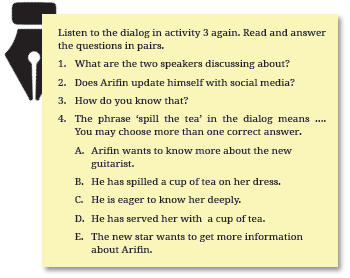 Listen to the dialog in activity 3 again. Read and answer
the questions in pairs.
1. What are the two speakers discussing about?
2. Does Arifin update himself with social media?
3. How do you know that?
4. The phrase ‘spill the tea’ in the dialog means ....
You may choose more than one correct answer.
A. Arifin wants to know more about the new
guitarist.
B. He has spilled a cup of tea on her dress.
C. He is eager to know her deeply.
D. He has served her with a cup of tea.
E. The new star wants to get more information
about Arifin.